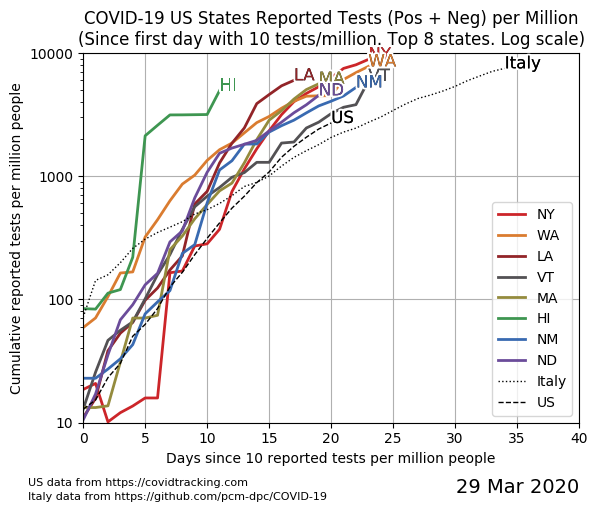 COVID-19 US States Reported Tests (Pos + Neg) per Million
(Since first day with 10 tests/million. Top 8 states. Log scale)
Cumulative reported tests per million people
10000
1000
100
10
NY
WA
VT
Italy
LA
MA
HI
NM
ND
US
NY
WA
LA
VT
MA
HI
NM
ND
Italy
US
0 5 10 15 20 25 30 35 40
Days since 10 reported tests per million people
US data from https://covidtracking.com
Italy data from https://github.com/pcm-dpc/COVID-19
29 Mar 2020